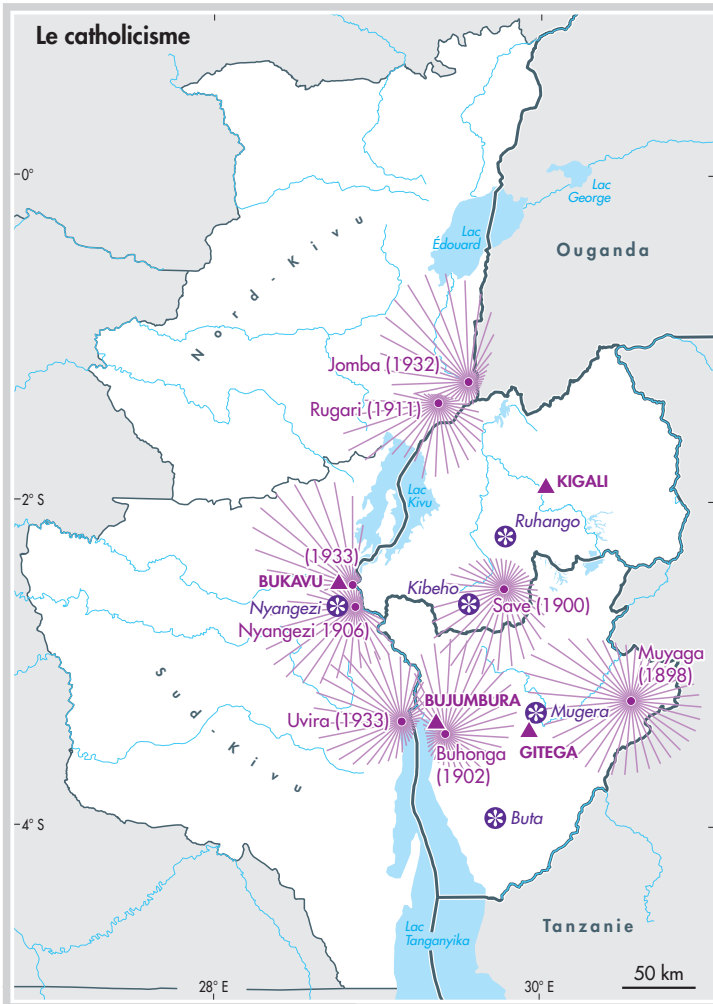 Le catholicisme
0°
Lac
George
Lac
Édouard
Ouganda
Nord-Kivu
Jomba (1932)
Rugari (1911)
2° S
Lac
Kivu
KIGALI
Ruhango
(1933)
BUKAVU
Nyangezi
Nyangezi 1906)
Kibeho
Save (1900)
Muyaga
(1898)
Sud-Kivu
Uvira (1933)
BUJUMBURA
Mugera
Buhonga
(1902)
GITEGA
4° S
Buta
Lac
Tanganyika
Tanzanie
28° E
30° E
50 km